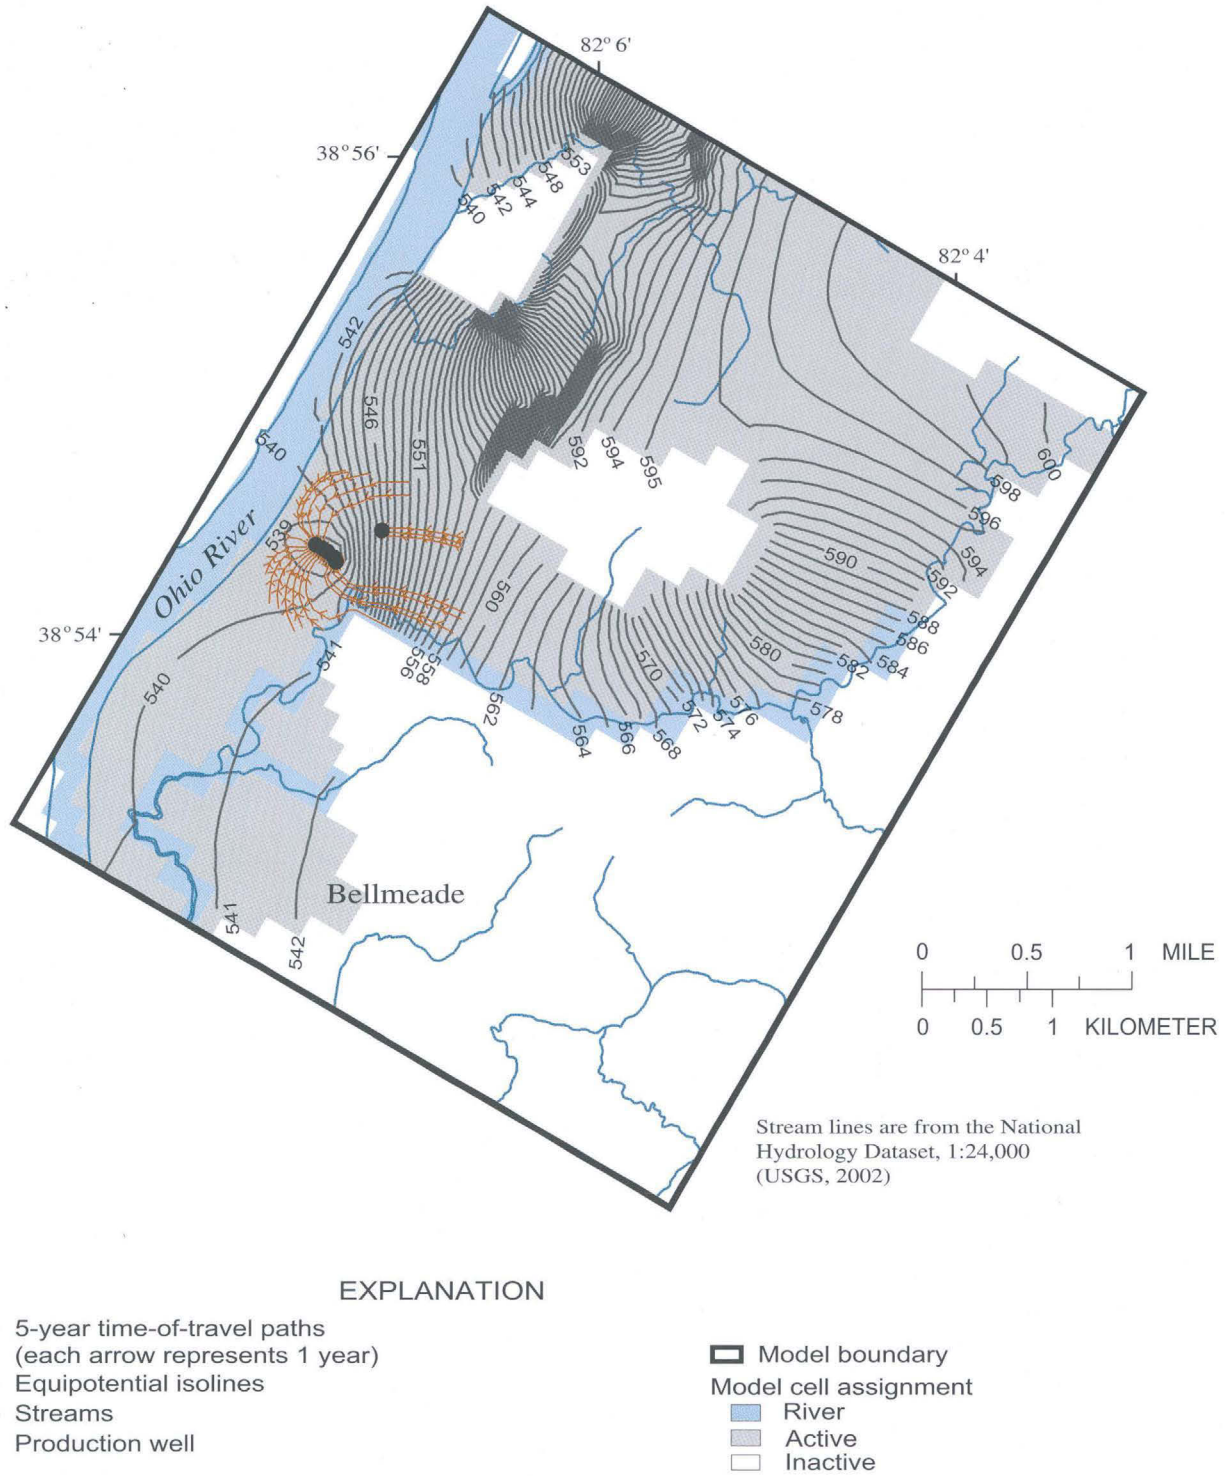 82° 6'
38°56'
82° 4'
553
548
544
542
540
542
546
551
540
539
Ohio River
592
594
595
600
598
596
594
592
590
588
586
584
582
580
578
576
574
572
570
568
566
564
562
560
558
556
38°54'
541
540
541
542
Bellmeade
0 0.5 1 MILE
0 0.5 1 KILOMETER
Stream lines are from the National
Hydrology Dataset, 1:24,000
(USGS, 2002)
EXPLANATION
5-year time-of-travel paths
(each arrow represents 1 year)
Equipotential isolines
Streams
Production well
Model boundary
Model cell assignment
River
Active
Inactive